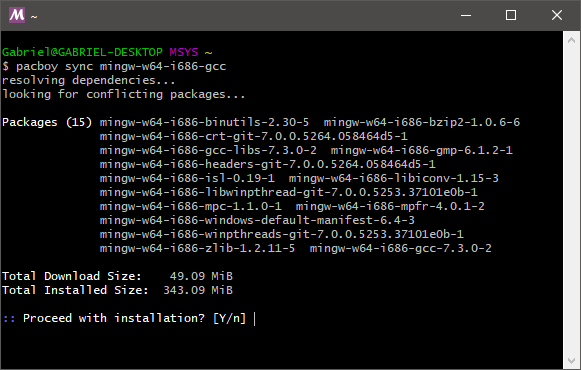 M ~
Gabriel@GABRIEL-DESKTOP MSYS ~
$ pacboy sync mingw-w64-i686-gcc
resolving dependencies...
looking for conflicting packages...
Packages (15) mingw-w64-i686-binutils-2.30-5  mingw-w64-i686-bzip2-1.0.6-6
mingw-w64-i686-crt-git-7.0.0.5264.058464d5-1
mingw-w64-i686-gcc-libs-7.3.0-2  mingw-w64-i686-gmp-6.1.2-1
mingw-w64-i686-headers-git-7.0.0.5264.058464d5-1
mingw-w64-i686-isl-0.19-1  mingw-w64-i686-libiconv-1.15-3
mingw-w64-i686-libwinpthread-git-7.0.0.5253.37101e0b-1
mingw-w64-i686-mpc-1.1.0-1  mingw-w64-i686-mpfr-4.0.1-2
mingw-w64-i686-windows-default-manifest-6.4-3
mingw-w64-i686-winpthreads-git-7.0.0.5253.37101e0b-1
mingw-w64-i686-zlib-1.2.11-5  mingw-w64-i686-gcc-7.3.0-2
Total Download Size:    49.09 MiB
Total Installed Size:  343.09 MiB
:: Proceed with installation? [Y/n]